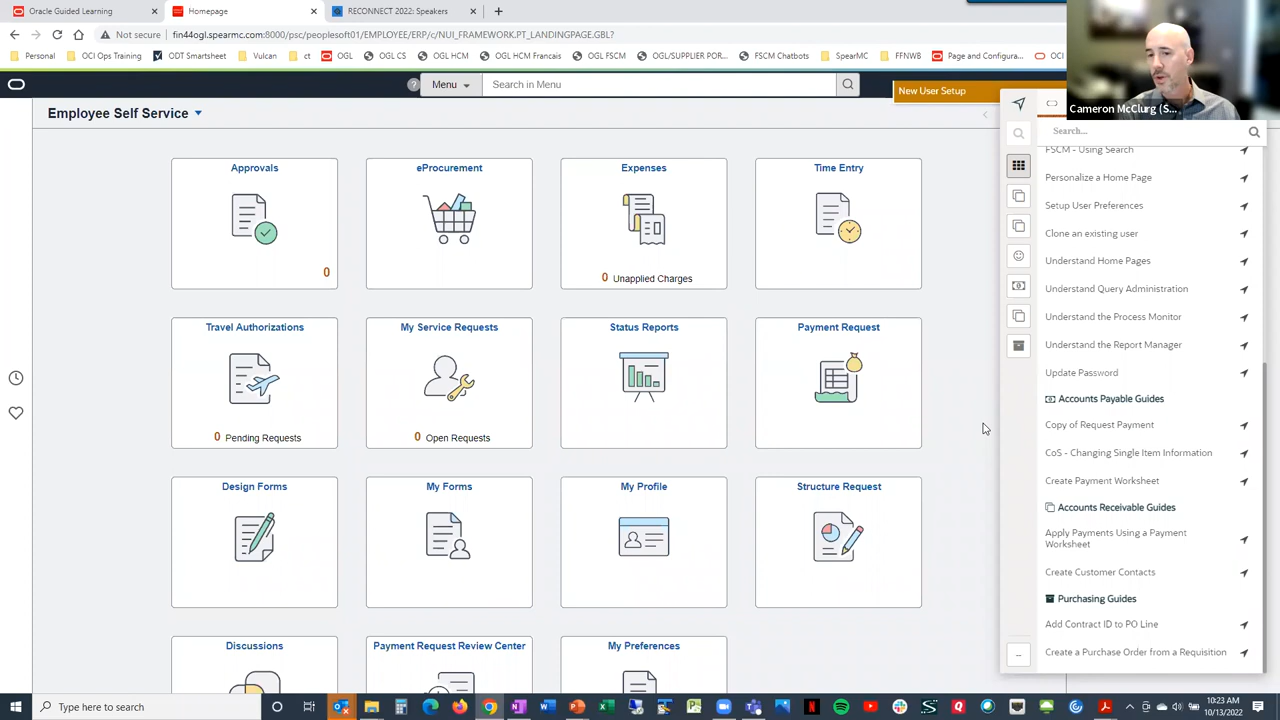 Oracle Guided Learning
Homepage
RECONNECT 2022: Speakers
Not secure
fin44ogl.spearmc.com:8000/psc/peoplesoft01/EMPLOYEE/ERP/c/NUI_FRAMEWORK.PT_LANDINGPAGE.GBL?
Personal
OCI Ops Training
ODT Smartsheet
Vulcan
ct
OGL
OGL CS
OGL HCM
OGL HCM Francais
OGL FSCM
OGL/SUPPLIER POR...
FSCM Chatbots
SpearMC
FFNWB
Page and Configura...
OCI
Cameron McClurg (S...
Menu
Search in Menu
New User Setup
Employee Self Service
Search...
Approvals
0
eProcurement
Expenses
0 Unapplied Charges
Time Entry
Travel Authorizations
0 Pending Requests
My Service Requests
0 Open Requests
Status Reports
Payment Request
Design Forms
My Forms
My Profile
Structure Request
Discussions
Payment Request Review Center
My Preferences
FSCM - Using Search
Personalize a Home Page
Setup User Preferences
Clone an existing user
Understand Home Pages
Understand Query Administration
Understand the Process Monitor
Understand the Report Manager
Update Password
Accounts Payable Guides
Copy of Request Payment
CoS - Changing Single Item Information
Create Payment Worksheet
Accounts Receivable Guides
Apply Payments Using a Payment
Worksheet
Create Customer Contacts
Purchasing Guides
Add Contract ID to PO Line
Create a Purchase Order from a Requisition
Type here to search
10:23 AM
10/13/2022